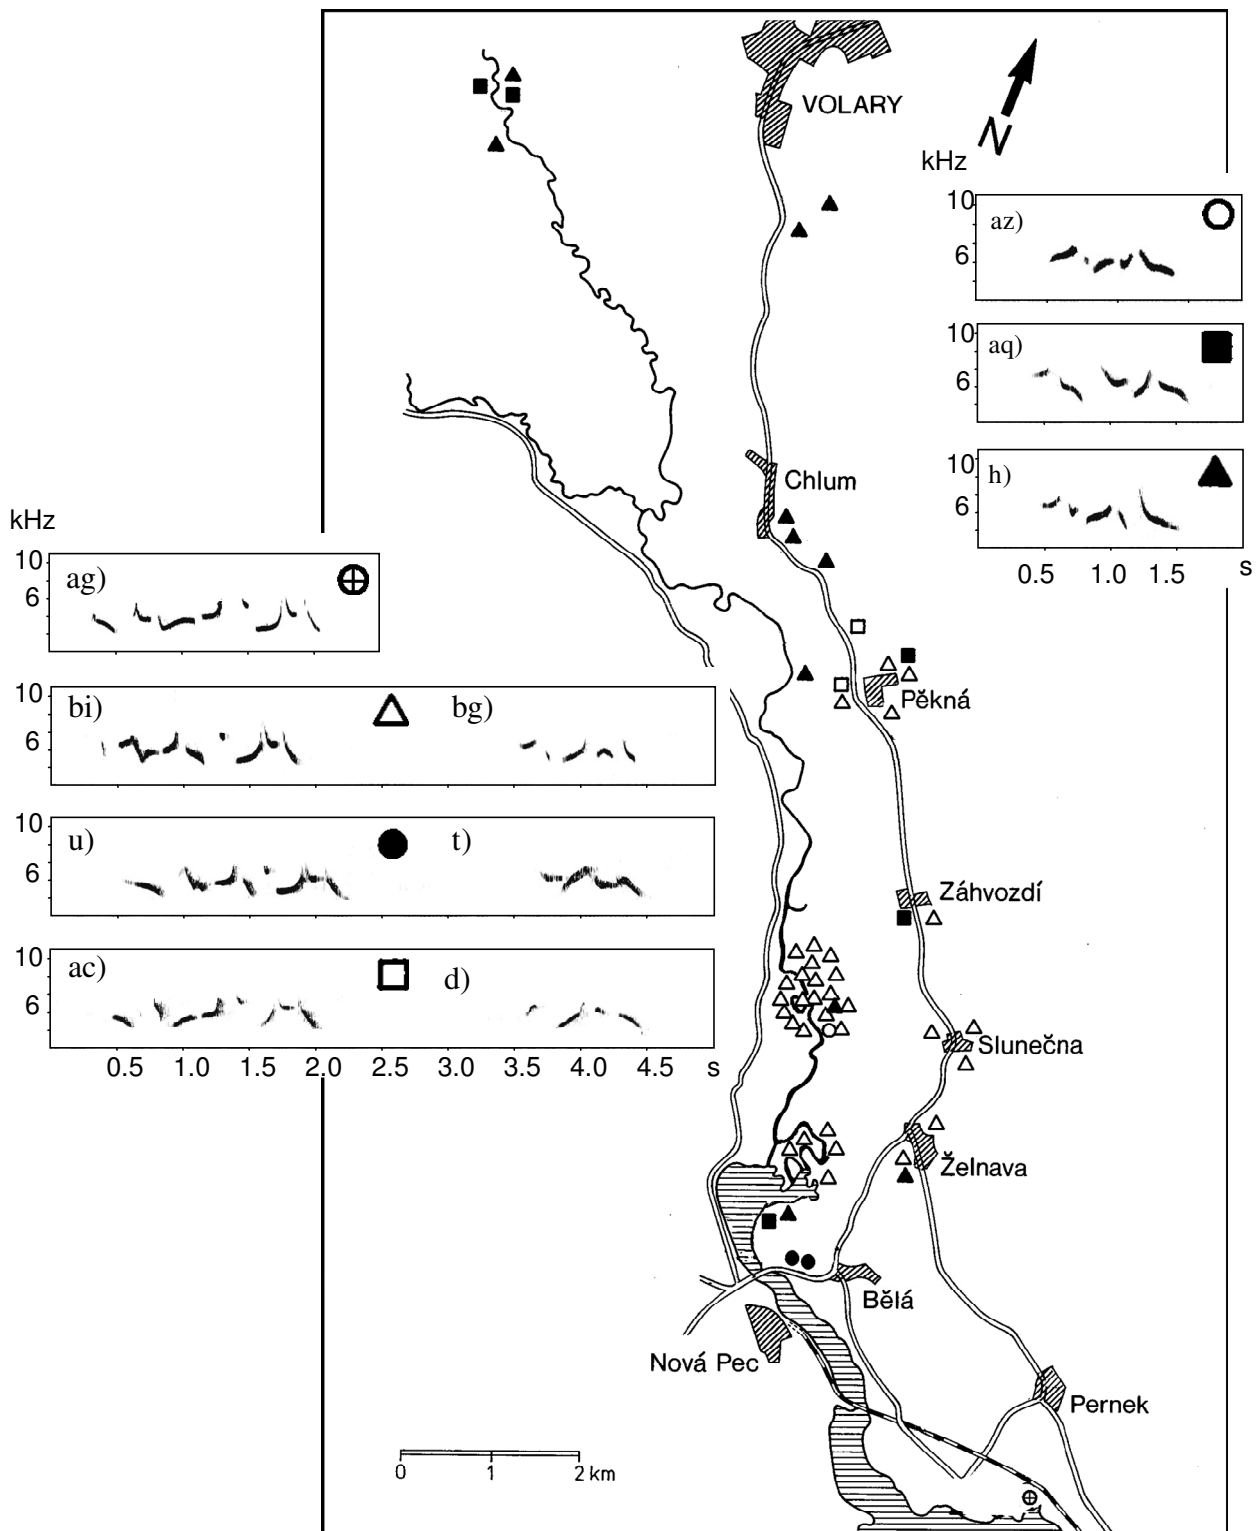 VOLARY
N
kHz
10
6
az)
10
6
aq)
10
6
h)
0.5 1.0 1.5 s
Chlum
kHz
10
6
ag)
10
6
bi) bg)
10
6
u) t)
10
6
ac) d)
0.5 1.0 1.5 2.0 2.5 3.0 3.5 4.0 4.5 s
Pěkná
Záhvozdí
Slunečna
Želnava
Bělá
Nová Pec
Pernek
0 1 2 km